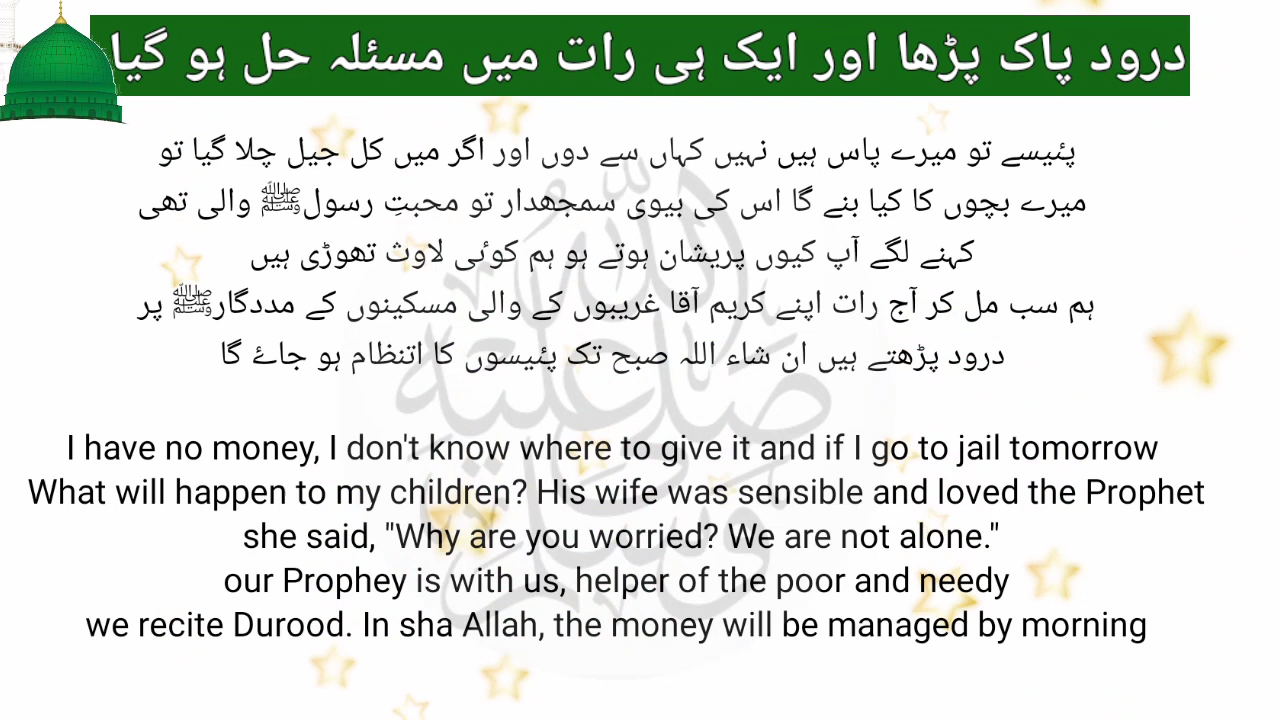 درود پاک پڑھا اور ایک ہی رات میں مسئلہ حل ہو گیا
پئیسے تو میرے پاس ہیں نہیں کہاں سے دوں اور اگر میں کل جیل چلا گیا تو
میرے بچوں کا کیا بنے گا اس کی بیوی سمجھدار تو محبتِ رسولﷺ والی تھی
کہنے لگے آپ کیوں پریشان ہوتے ہو ہم کوئی لاوث تھوڑی ہیں
ہم سب مل کر آج رات اپنے کریم آقا غریبوں کے والی مسکینوں کے مددگارﷺ پر
درود پڑھتے ہیں ان شاء اللہ صبح تک پئیسوں کا اتنظام ہو جائے گا
I have no money, I don't know where to give it and if I go to jail tomorrow
What will happen to my children? His wife was sensible and loved the Prophet
she said, "Why are you worried? We are not alone."
our Prophey is with us, helper of the poor and needy
we recite Durood. In sha Allah, the money will be managed by morning
صلى الله عليه وسلم